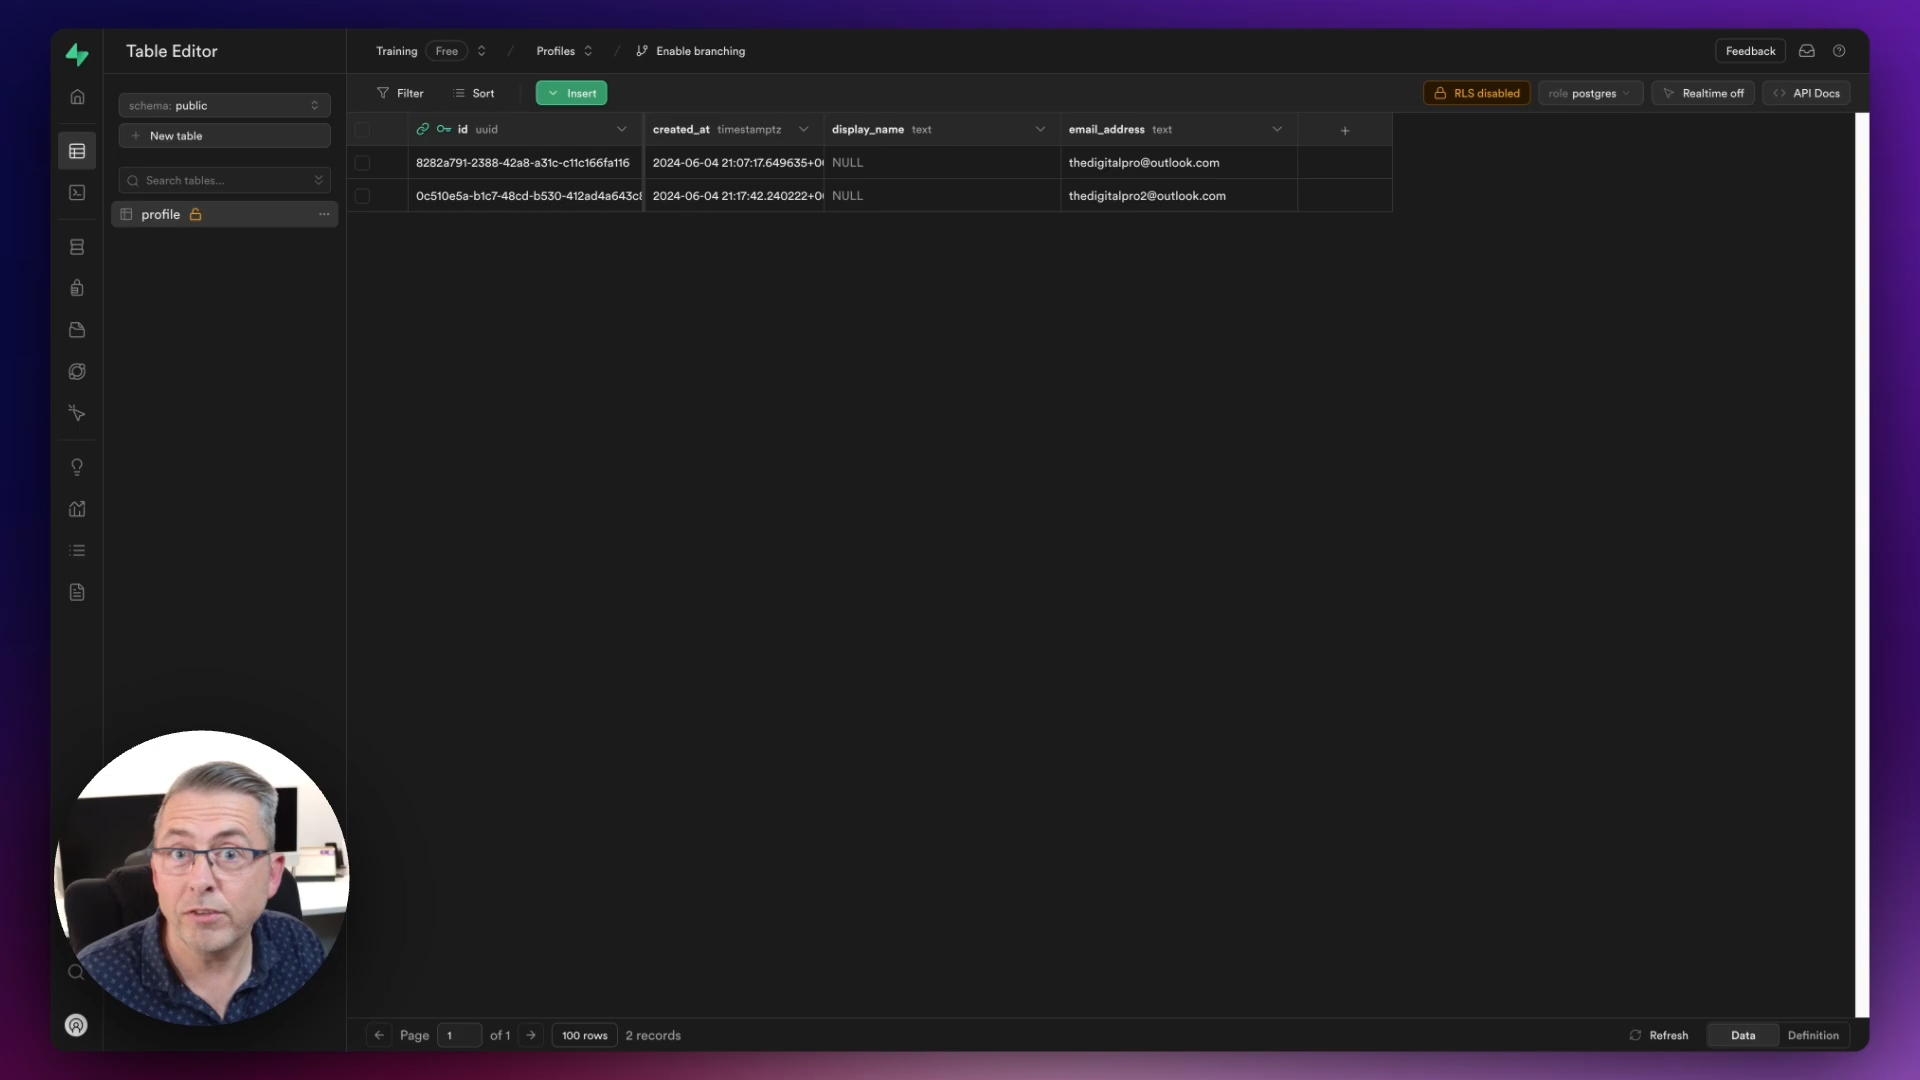 Table Editor
Training Free / Profiles / Enable branching
Feedback
schema: public
New table
Search tables...
profile
Filter Sort Insert
RLS disabled role postgres Realtime off API Docs
id uuid created_at timestamptz display_name text email_address text
8282a791-2388-42a8-a31c-c11c166fa116 2024-06-04 21:07:17.649635+0 NULL thedigitalpro@outlook.com
0c510e5a-b1c7-48cd-b530-412ad4a643c 2024-06-04 21:17:42.240222+0 NULL thedigitalpro2@outlook.com
Page 1 of 1 100 rows 2 records
Refresh Data Definition